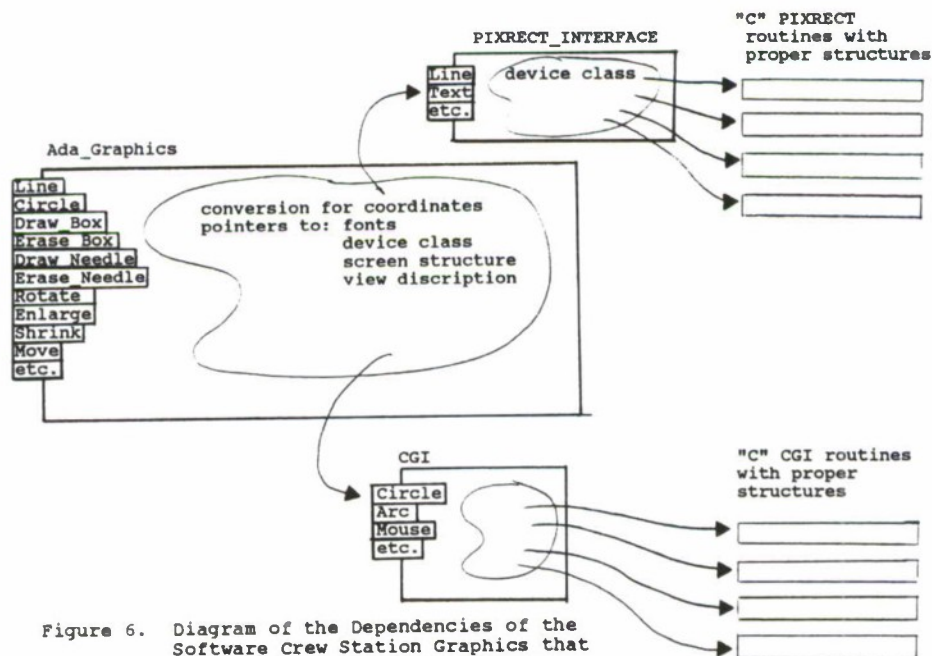 "C" PIXRECT
routines with
proper structures
PIXRECT_INTERFACE
Line
Text
etc.
device class
Ada_Graphics
Line
Circle
Draw_Box
Erase_Box
Draw_Needle
Erase_Needle
Rotate
Enlarge
Shrink
Move
etc.
conversion for coordinates
pointers to: fonts
device class
screen structure
view discription
CGI
Circle
Arc
Mouse
etc.
"C" CGI routines
with proper
structures
Figure 6. Diagram of the Dependencies of the
Software Crew Station Graphics that